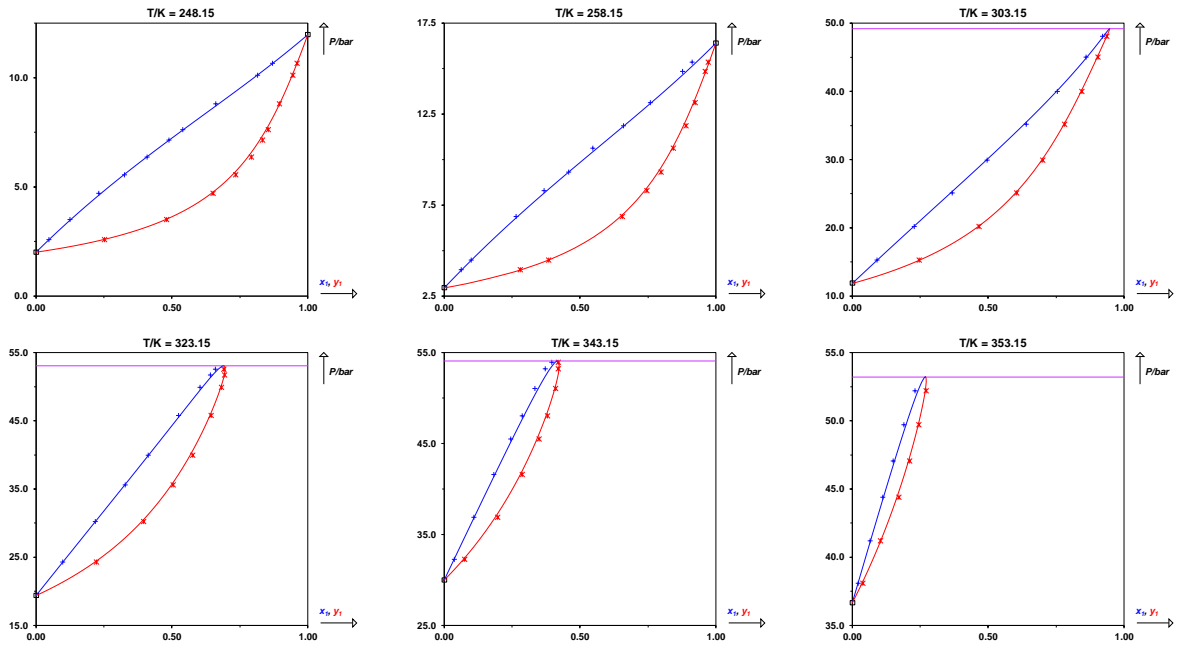 T/K = 248.15
P/bar
10.0
5.0
0.0
x₁, y₁
0.00 0.50 1.00
T/K = 258.15
P/bar
17.5
12.5
7.5
2.5
x₁, y₁
0.00 0.50 1.00
T/K = 303.15
P/bar
50.0
40.0
30.0
20.0
10.0
x₁, y₁
0.00 0.50 1.00
T/K = 323.15
P/bar
55.0
45.0
35.0
25.0
15.0
x₁, y₁
0.00 0.50 1.00
T/K = 343.15
P/bar
55.0
45.0
35.0
25.0
x₁, y₁
0.00 0.50 1.00
T/K = 353.15
P/bar
55.0
50.0
45.0
40.0
35.0
x₁, y₁
0.00 0.50 1.00